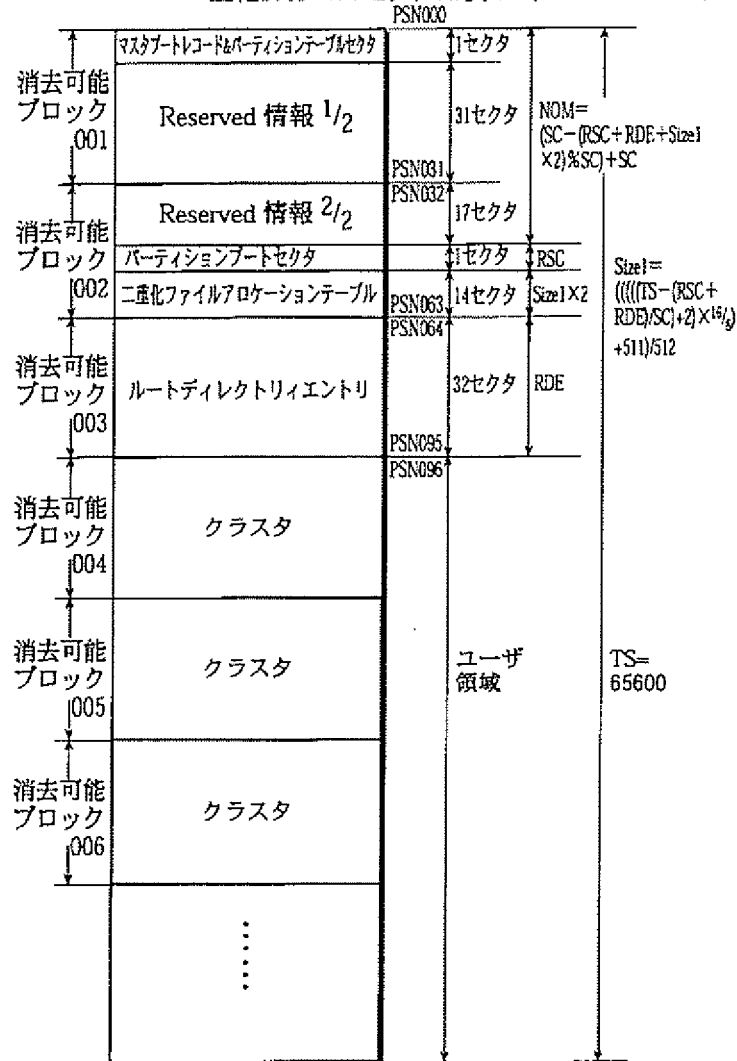 PSN000
マスタブートレコード&パーティションテーブルセクタ
1セクタ
消去可能
ブロック
001
Reserved 情報 1/2
31セクタ
NOM=
(SC-(RSC+RDE+Size1
×2)%SC)+SC
PSN031
PSN032
消去可能
ブロック
002
Reserved 情報 2/2
17セクタ
パーティションブートセクタ
1セクタ
RSC
二重化ファイルアロケーションテーブル
14セクタ
Size1×2
PSN063
PSN064
Size1=
(((((TS-(RSC+
RDE)/SC)+2)×16/8)
+511)/512
消去可能
ブロック
003
ルートディレクトリィエントリ
32セクタ
RDE
PSN095
PSN096
消去可能
ブロック
004
クラスタ
消去可能
ブロック
005
クラスタ
ユーザ
領域
TS=
65600
消去可能
ブロック
006
クラスタ